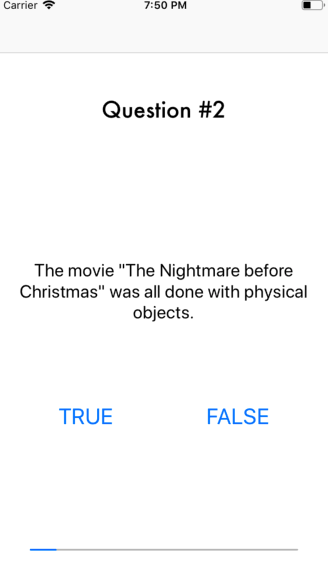 Carrier 7:50 PM
Question #2
The movie "The Nightmare before
Christmas" was all done with physical
objects.
TRUE FALSE